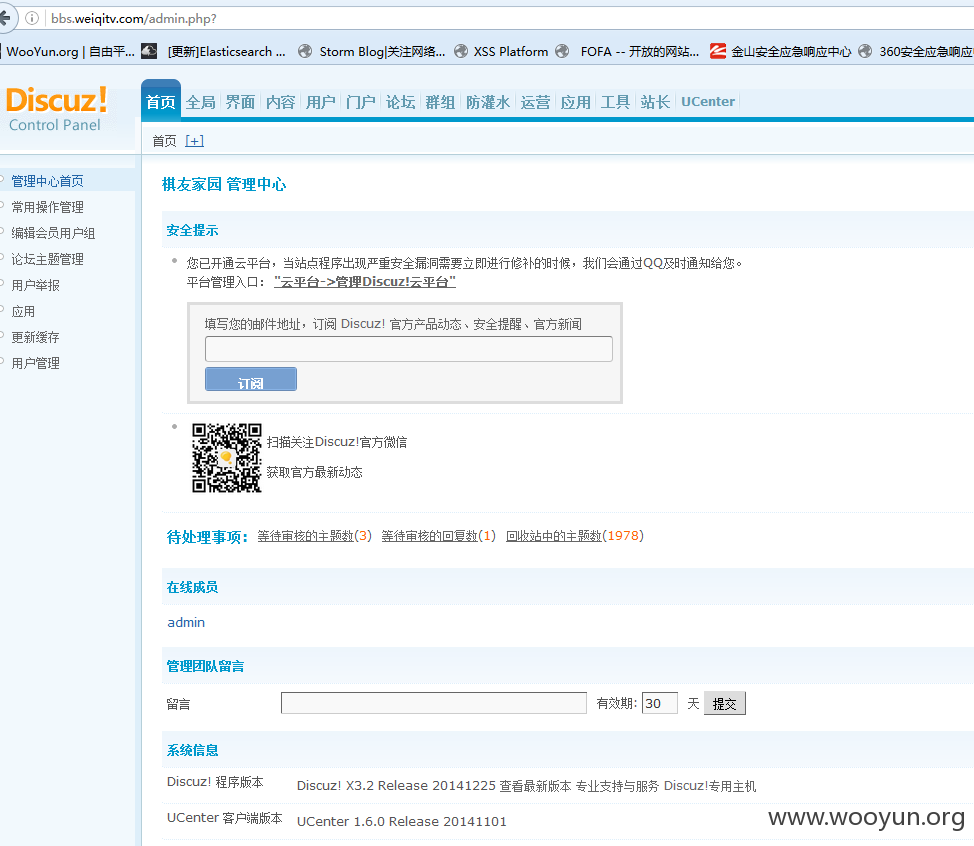 bbs.weiqitv.com/admin.php?
WooYun.org | 自由平... [更新]Elasticsearch ... Storm Blog|关注网络... XSS Platform FOFA -- 开放的网站... 金山安全应急响应中心 360安全应急响应
Discuz!
Control Panel
首页 全局 界面 内容 用户 门户 论坛 群组 防灌水 运营 应用 工具 站长 UCenter
首页 [+]
管理中心首页
常用操作管理
编辑会员用户组
论坛主题管理
用户举报
应用
更新缓存
用户管理
棋友家园 管理中心
安全提示
您已开通云平台，当站点程序出现严重安全漏洞需要立即进行修补的时候，我们会通过QQ及时通知给您。
平台管理入口： "云平台->管理Discuz!云平台"
填写您的邮件地址，订阅 Discuz! 官方产品动态、安全提醒、官方新闻
订阅
扫描关注Discuz!官方微信
获取官方最新动态
待处理事项: 等待审核的主题数(3) 等待审核的回复数(1) 回收站中的主题数(1978)
在线成员
admin
管理团队留言
留言 有效期: 30 天 提交
系统信息
Discuz! 程序版本 Discuz! X3.2 Release 20141225 查看最新版本 专业支持与服务 Discuz!专用主机
UCenter 客户端版本 UCenter 1.6.0 Release 20141101
www.wooyun.org